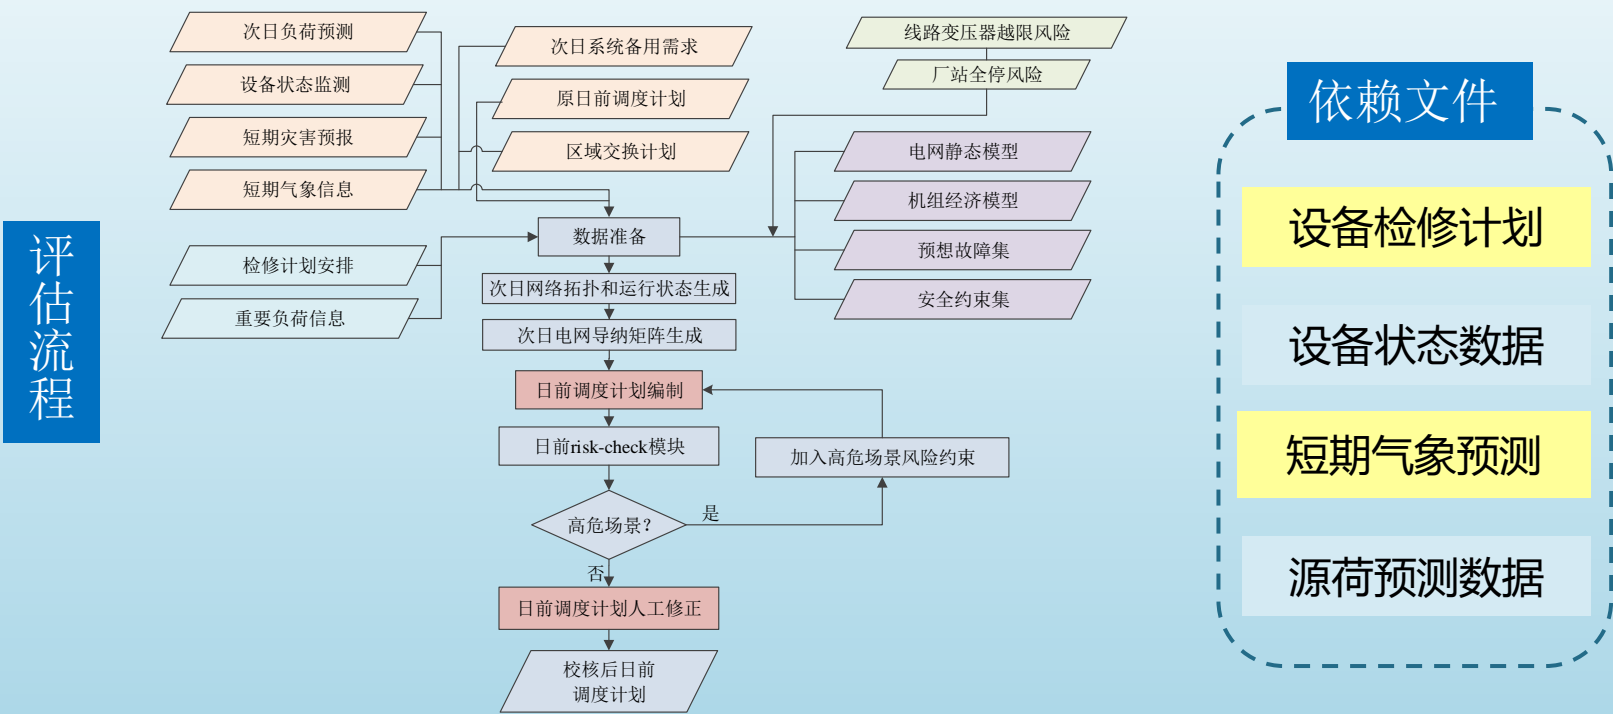 评估流程
次日负荷预测
设备状态监测
短期灾害预报
短期气象信息
次日系统备用需求
原日前调度计划
区域交换计划
线路变压器越限风险
厂站全停风险
电网静态模型
机组经济模型
预想故障集
安全约束集
检修计划安排
重要负荷信息
数据准备
次日网络拓扑和运行状态生成
次日电网导纳矩阵生成
日前调度计划编制
日前risk-check模块
加入高危场景风险约束
高危场景?
是
否
日前调度计划人工修正
校核后日前
调度计划
依赖文件
设备检修计划
设备状态数据
短期气象预测
源荷预测数据